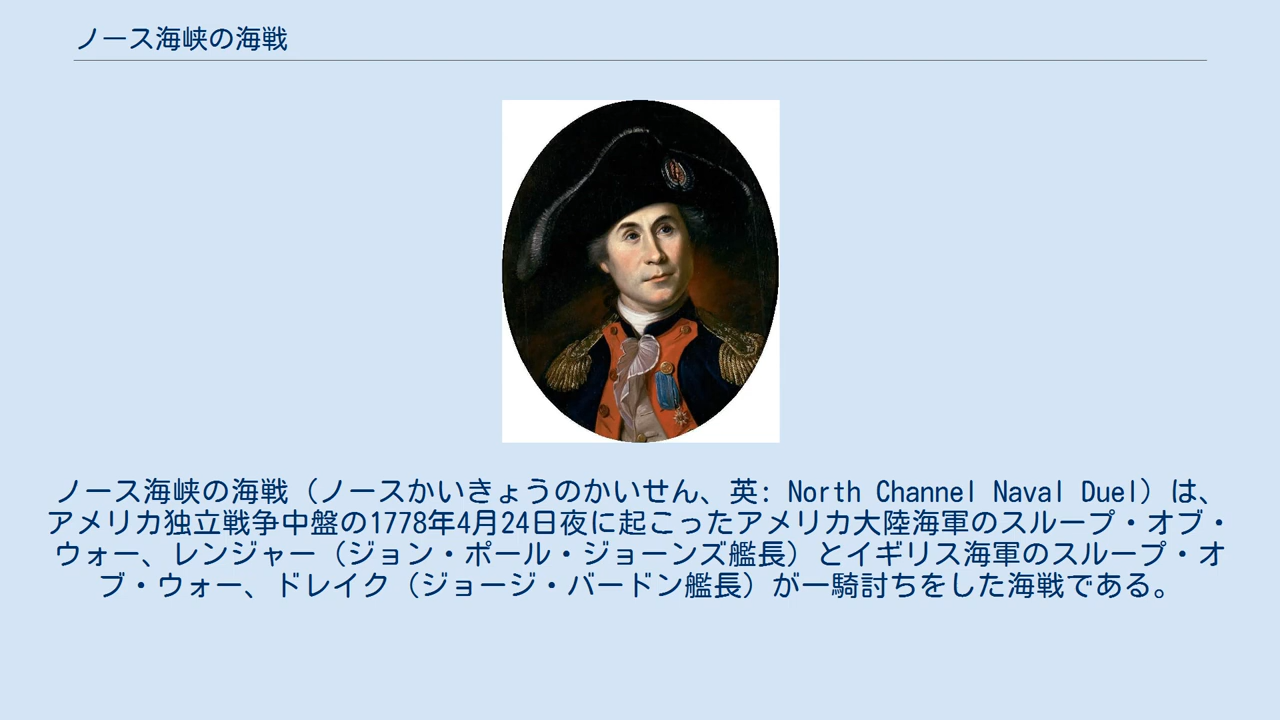 ノース海峡の海戦
ノース海峡の海戦（ノースかいきょうのかいせん、英: North Channel Naval Duel）は、
アメリカ独立戦争中盤の1778年4月24日夜に起こったアメリカ大陸海軍のスループ・オブ・
ウォー、レンジャー（ジョン・ポール・ジョーンズ艦長）とイギリス海軍のスループ・オ
ブ・ウォー、ドレイク（ジョージ・バードン艦長）が一騎討ちをした海戦である。